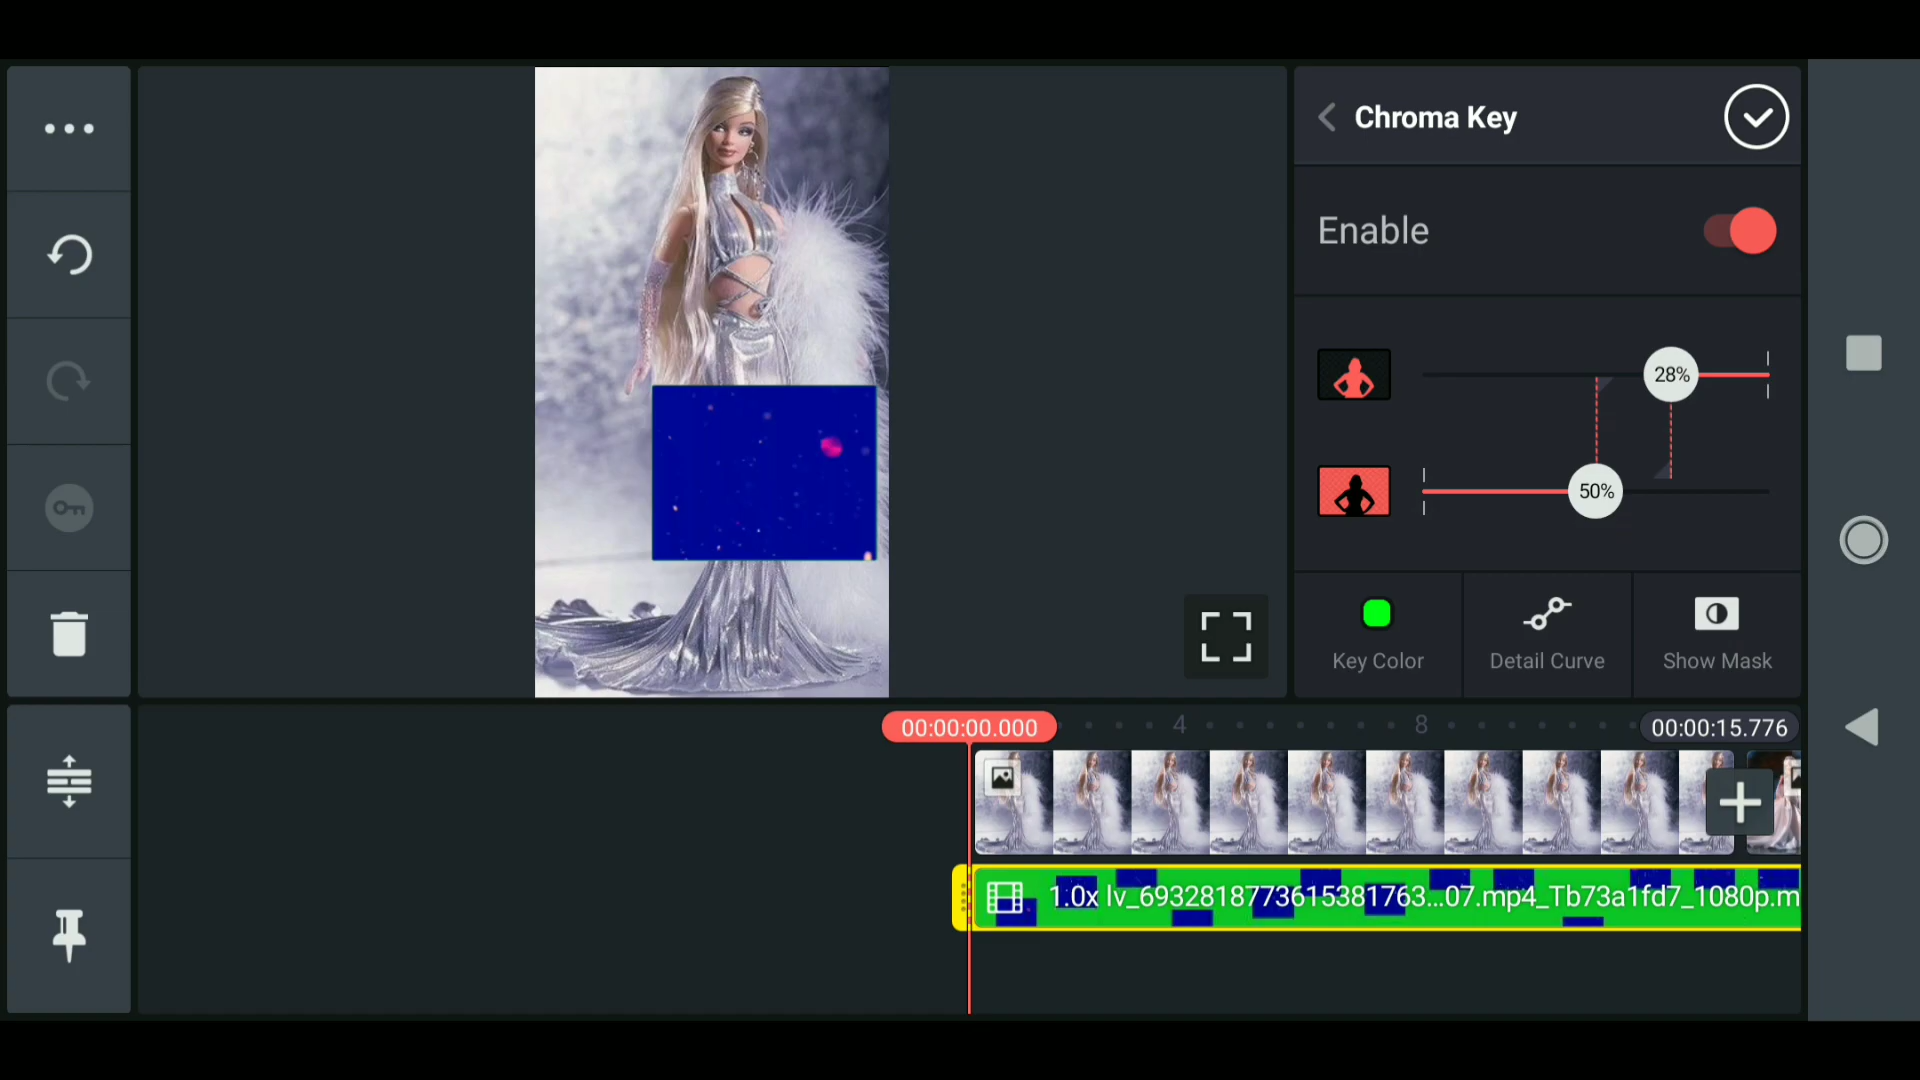 Chroma Key
Enable
28%
50%
Key Color
Detail Curve
Show Mask
00:00:00.000
4
8
00:00:15.776
1.0x lv_6932818773615381763...07.mp4_Tb73a1fd7_1080p.m